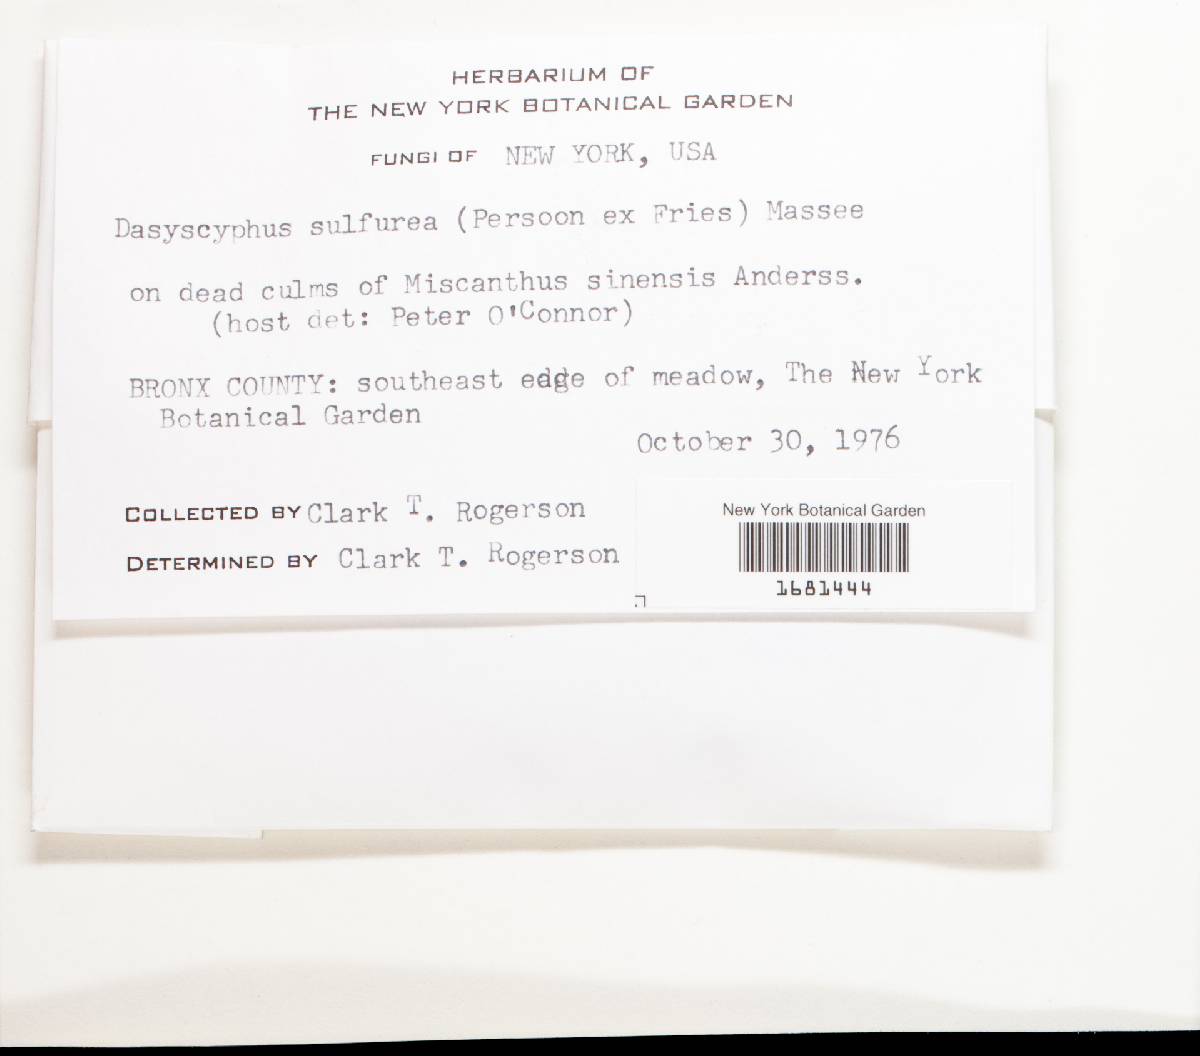 HERBARIUM OF
THE NEW YORK BOTANICAL GARDEN
FUNGI OF NEW YORK, USA
Dasyscyphus sulfurea (Persoon ex Fries) Massee
on dead culms of Miscanthus sinensis Anderss.
(host det: Peter O'Connor)
BRONX COUNTY: southeast edge of meadow, The New York
Botanical Garden
October 30, 1976
COLLECTED BY Clark T. Rogerson
DETERMINED BY Clark T. Rogerson
New York Botanical Garden
1681444